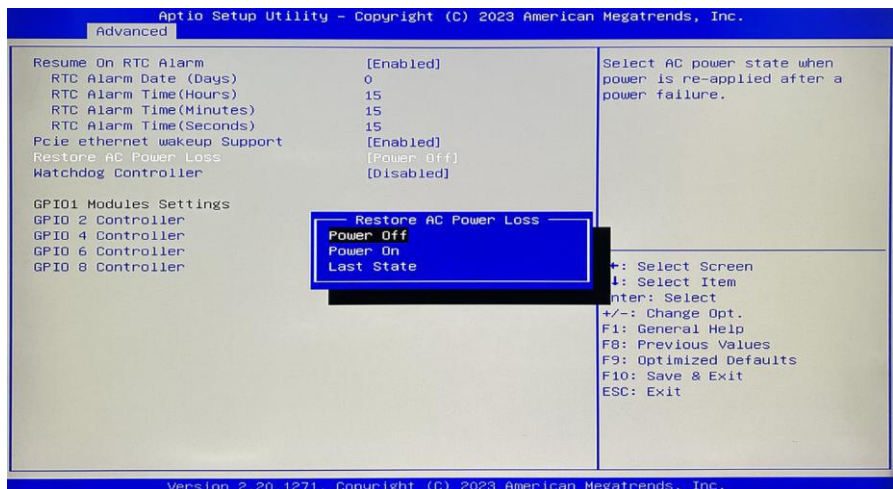 Aptio Setup Utility – Copyright (C) 2023 American Megatrends, Inc.
Advanced
Resume On RTC Alarm [Enabled]
RTC Alarm Date (Days) 0
RTC Alarm Time(Hours) 15
RTC Alarm Time(Minutes) 15
RTC Alarm Time(Seconds) 15
Pcie ethernet wakeup Support [Enabled]
Restore AC Power Loss [Power Off]
Watchdog Controller [Disabled]
GPIO1 Modules Settings
GPIO 2 Controller
GPIO 4 Controller
GPIO 6 Controller
GPIO 8 Controller
Restore AC Power Loss
Power Off
Power On
Last State
Select AC power state when
power is re-applied after a
power failure.
: Select Screen
: Select Item
nter: Select
+/-: Change Opt.
F1: General Help
F8: Previous Values
F9: Optimized Defaults
F10: Save & Exit
ESC: Exit
Version 2.20.1271. Copyright (C) 2023 American Megatrends, Inc.